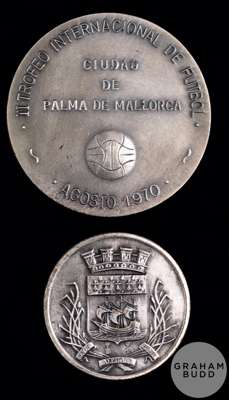 · II TROFEO INTERNACIONAL DE FUTBOL ·
CIUDAD
DE
PALMA DE MALLORCA
AGOSTO 1970
GRAHAM
BUDD